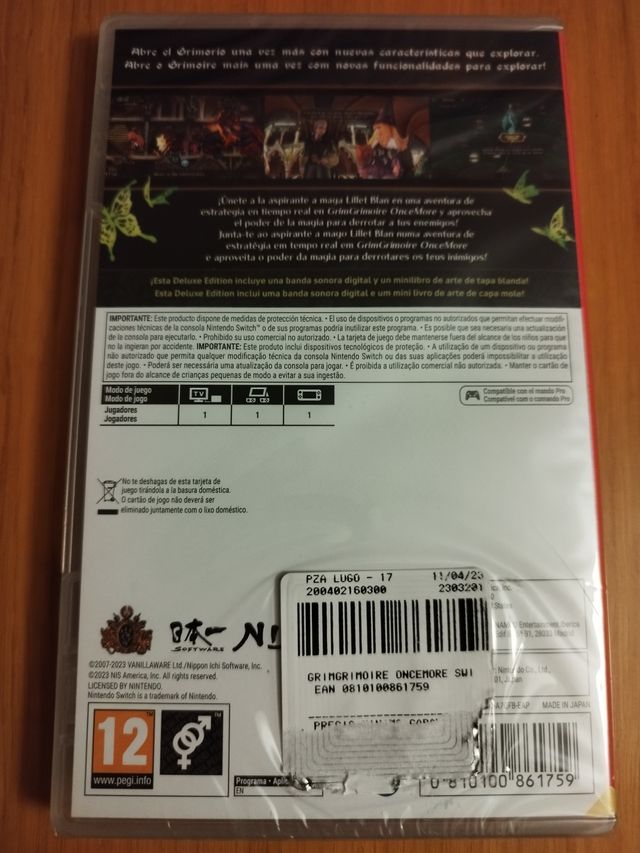 Abre el Grimorio una vez más con nuevas características que explorar.
Abre o Grimoire mais uma vez com novas funcionalidades para explorar!
¡Únete a la aspirante a maga Lillet Blan en una aventura de
estrategia en tiempo real en GrimGrimoire OnceMore y aprovecha
el poder de la magia para derrotar a tus enemigos!
Junta-te ao aspirante a mago Lillet Blan numa aventura de
estratégia em tempo real em GrimGrimoire OnceMore
e aproveita o poder da magia para derrotares os teus inimigos!
¡Esta Deluxe Edition incluye una banda sonora digital y un minilibro de arte de tapa blanda!
Esta Deluxe Edition inclui uma banda sonora digital e um mini livro de arte de capa mole!
IMPORTANTE: Este producto dispone de medidas de protección técnica. • El uso de dispositivos o programas no autorizados que permitan efectuar modifi-
caciones técnicas de la consola Nintendo Switch™ o de sus programas podría inutilizar este programa. • Es posible que sea necesaria una actualización
de la consola para ejecutarlo. • Prohibido su uso comercial no autorizado. • La tarjeta de juego debe mantenerse fuera del alcance de los niños para que
no la ingieran por accidente. IMPORTANTE: Este produto inclui dispositivos tecnológicos de proteção. • A utilização de um dispositivo ou programa
não autorizado que permita qualquer modificação técnica da consola Nintendo Switch ou das suas aplicações poderá impossibilitar a utilização
deste jogo. • Poderá ser necessária uma atualização da consola para jogar. • É proibida a utilização comercial não autorizada. • Manter o cartão de
jogo fora do alcance de crianças pequenas de modo a evitar a sua ingestão.
Modo de juego
Modo de jogo
TV
Compatible con el mando Pro
Compatível com o comando Pro
Jugadores
Jogadores
1 1 1
No te deshagas de esta tarjeta de
juego tirándola a la basura doméstica.
O cartão de jogo não deverá ser
eliminado juntamente com o lixo doméstico.
PZA LUGO - 17 11/04/23
200402160300 2303201
GRIMGRIMOIRE ONCEMORE SWI
EAN 0810100861759
日本一
SOFTWARE
©2007-2023 VANILLAWARE Ltd./Nippon Ichi Software, Inc.
©2023 NIS America, Inc. All rights reserved.
LICENSED BY NINTENDO.
Nintendo Switch is a trademark of Nintendo.
States
Entertainment Iberica
28033 Madrid
Nintendo Co., Ltd.,
01, Japan
MADE IN JAPAN
12
www.pegi.info
Programa •
EN
0 810100 861759